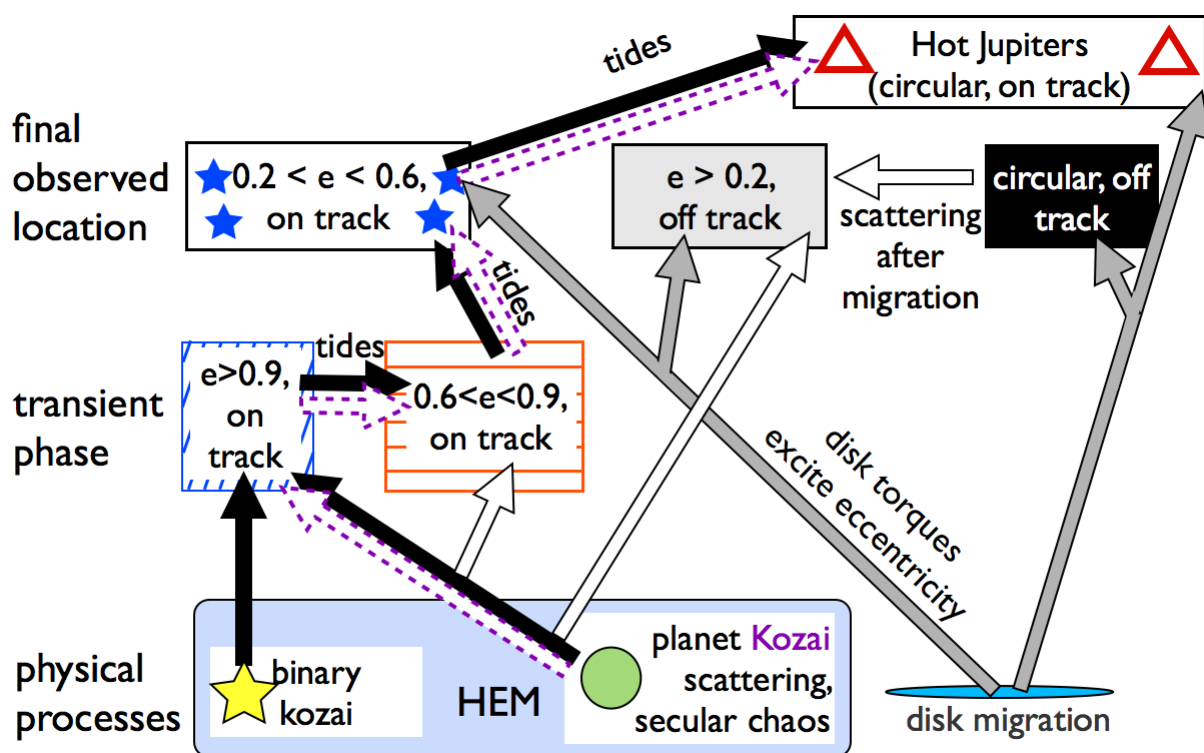 tides
Hot Jupiters
(circular, on track)
final
observed
location
0.2 < e < 0.6,
on track
e > 0.2,
off track
circular, off
track
scattering
after
migration
tides
tides
transient
phase
e>0.9,
on
track
0.6<e<0.9,
on track
disk torques
excite eccentricity
physical
processes
binary
kozai
HEM
planet Kozai
scattering,
secular chaos
disk migration